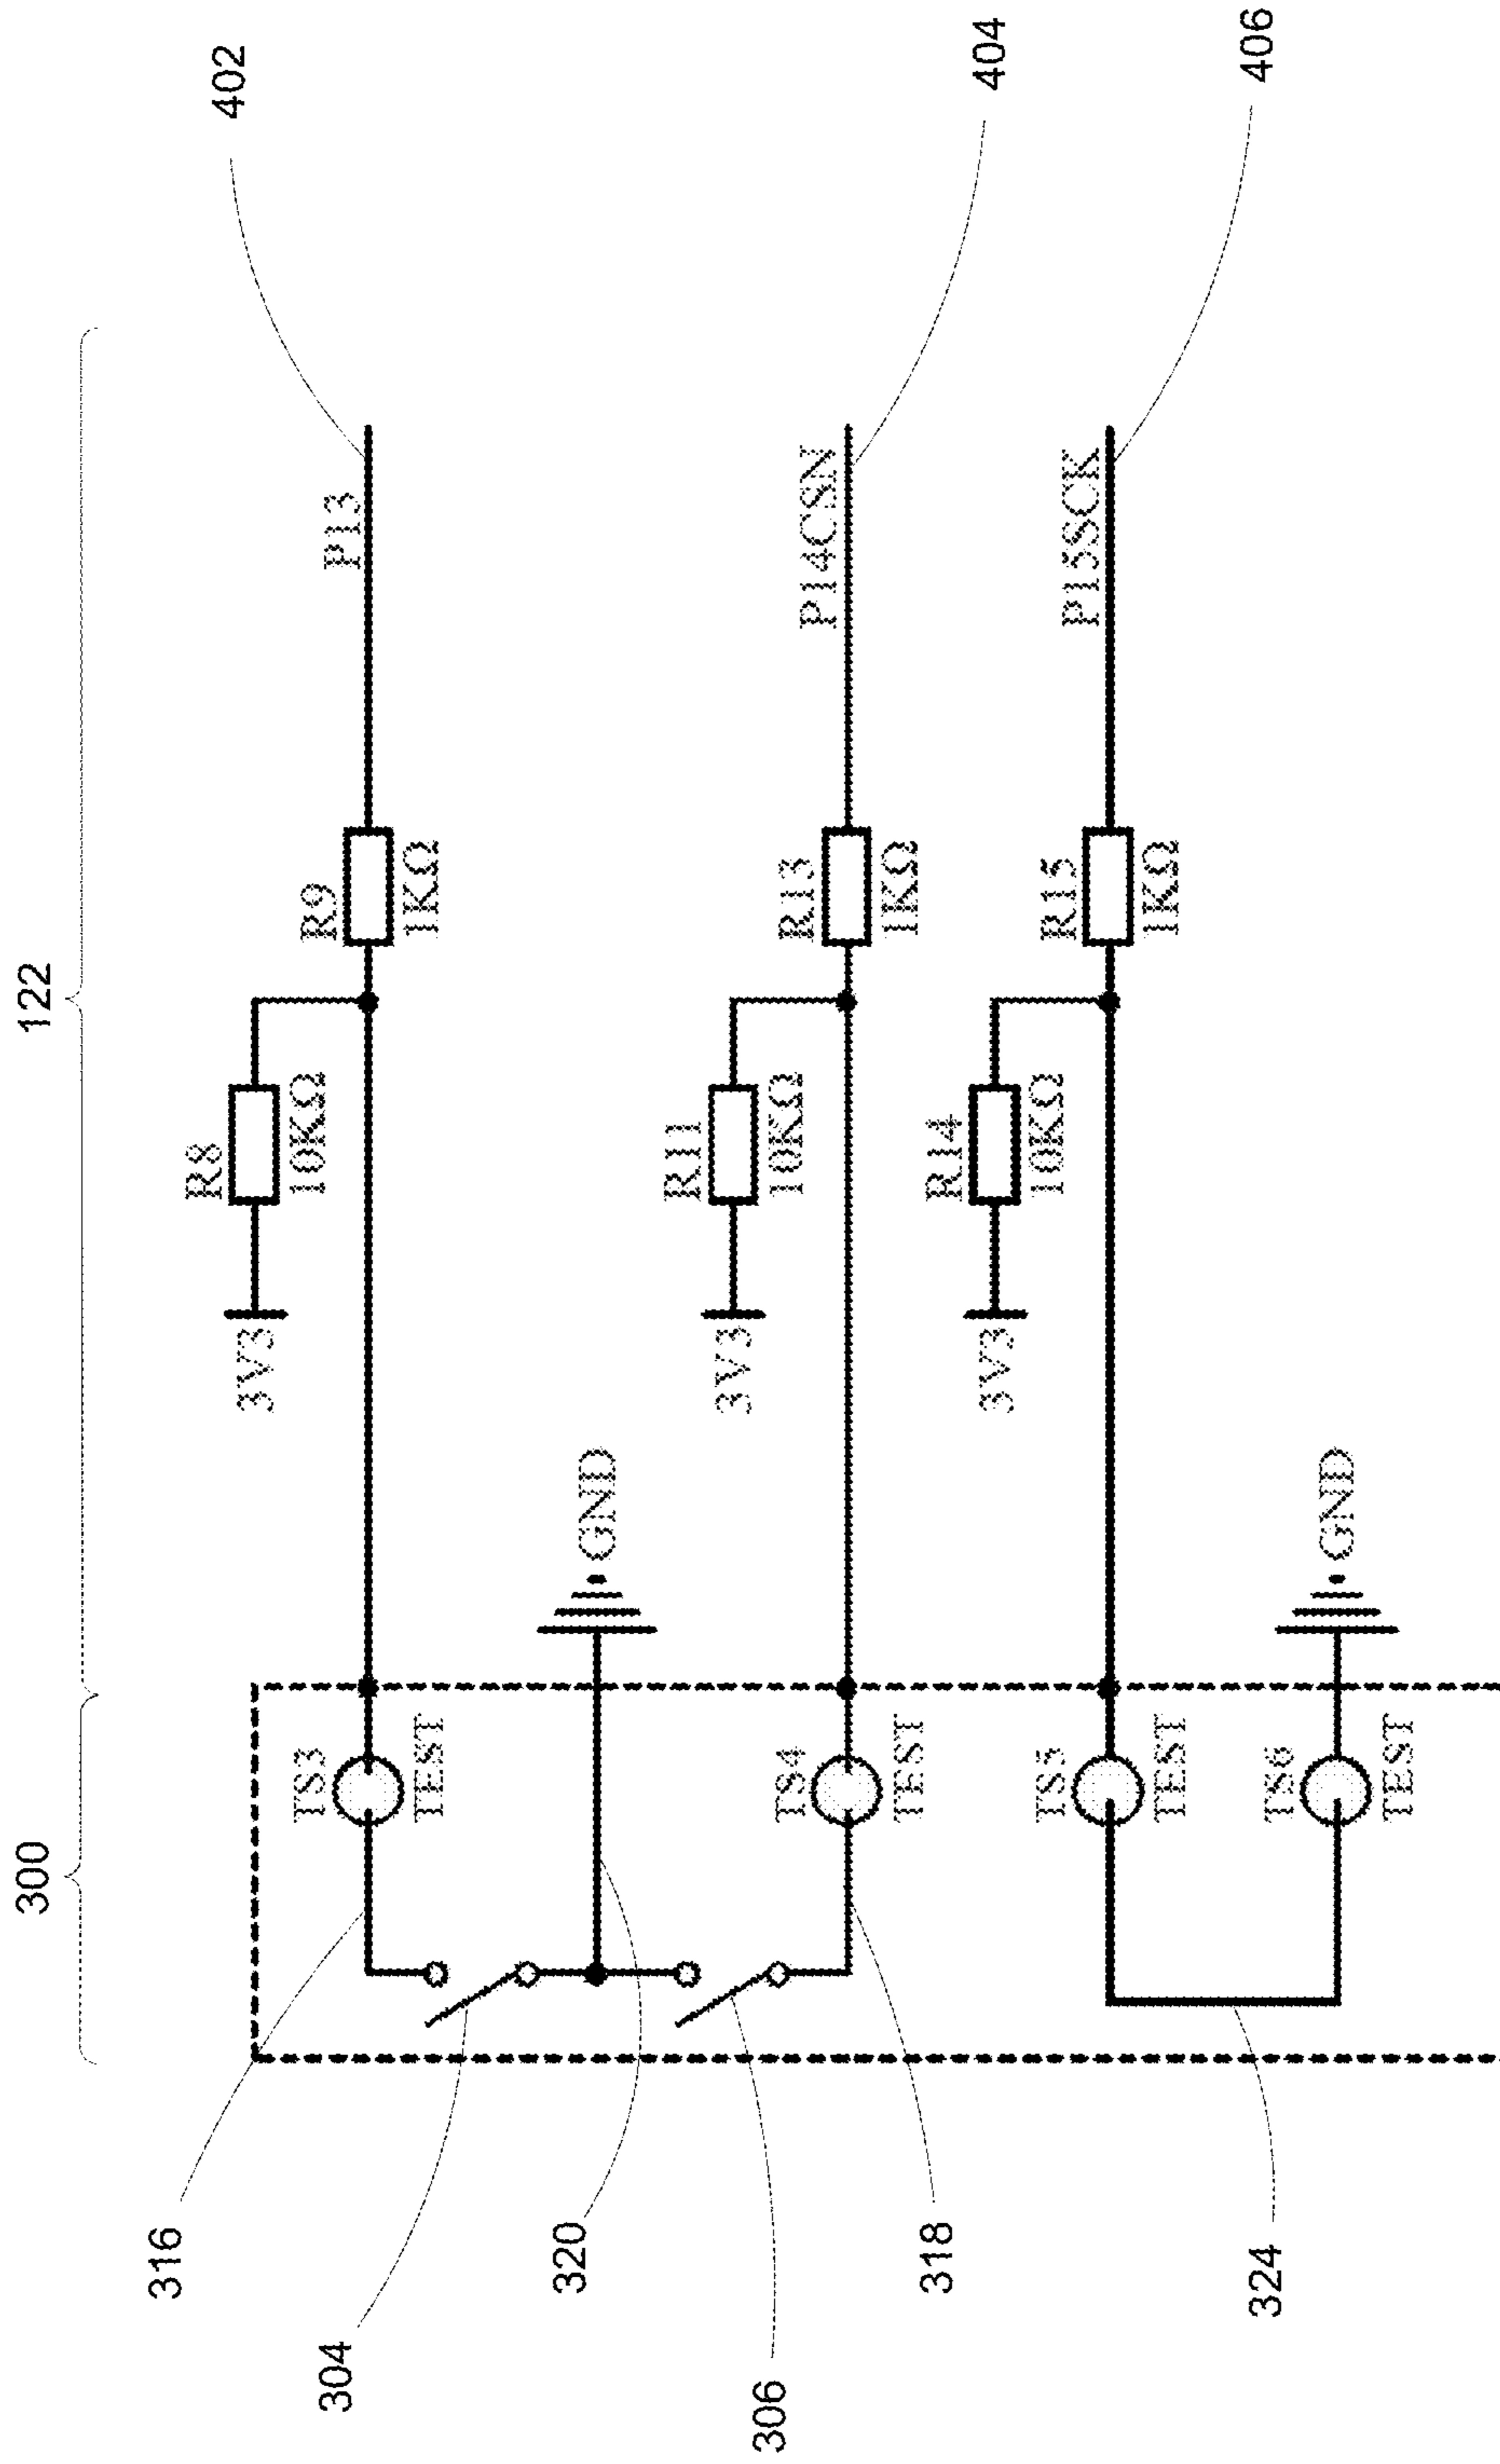 300
122
316
304
320
306
318
324
402
404
406
TS3
TEST
R8
10KΩ
3V3
R9
1KΩ
P13
GND
TS4
TEST
R11
10KΩ
3V3
R13
1KΩ
P14CSN
TS5
TEST
R14
10KΩ
3V3
R15
1KΩ
P15SCK
TS6
TEST
GND